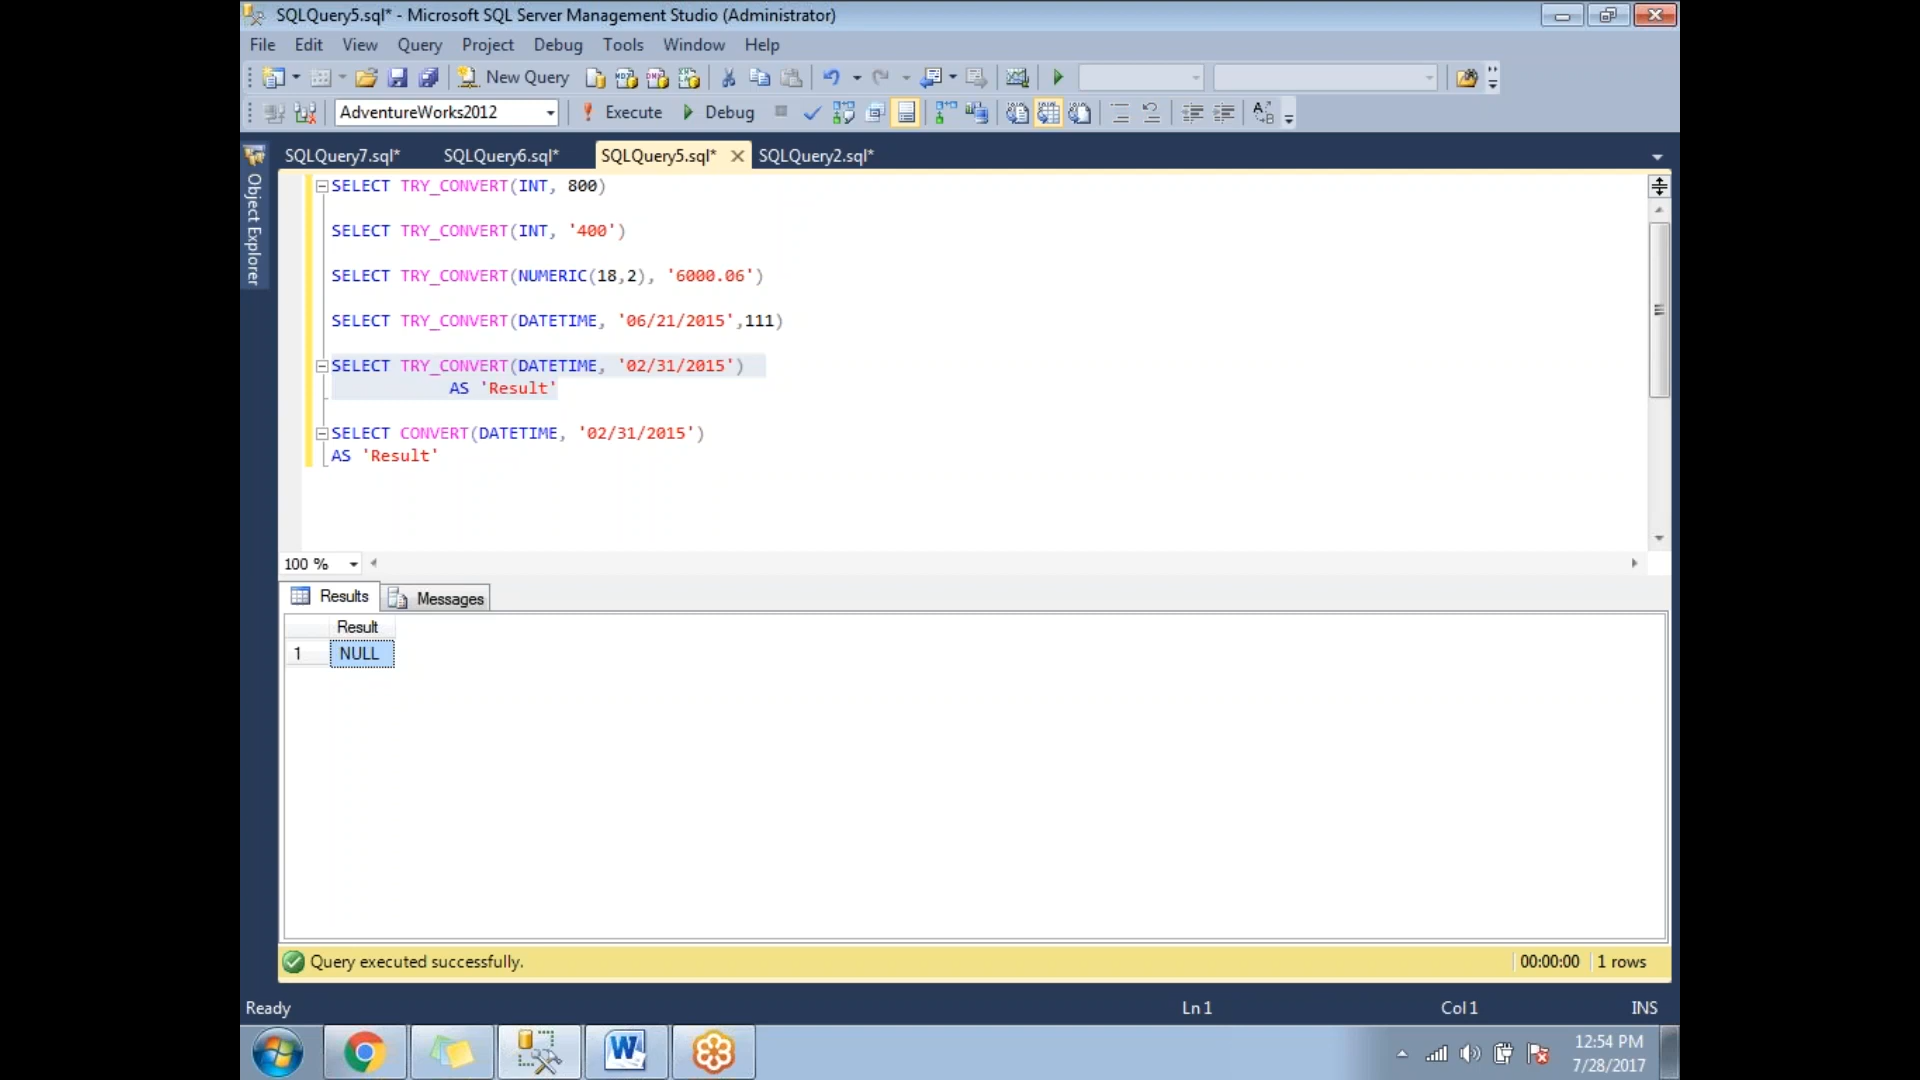 SQLQuery5.sql* - Microsoft SQL Server Management Studio (Administrator)
File Edit View Query Project Debug Tools Window Help
New Query
AdventureWorks2012 Execute Debug
SQLQuery7.sql* SQLQuery6.sql* SQLQuery5.sql* SQLQuery2.sql*
Object Explorer
SELECT TRY_CONVERT(INT, 800)
SELECT TRY_CONVERT(INT, '400')
SELECT TRY_CONVERT(NUMERIC(18,2), '6000.06')
SELECT TRY_CONVERT(DATETIME, '06/21/2015',111)
SELECT TRY_CONVERT(DATETIME, '02/31/2015')
AS 'Result'
SELECT CONVERT(DATETIME, '02/31/2015')
AS 'Result'
100 %
Results Messages
Result
1 NULL
Query executed successfully. 00:00:00 1 rows
Ready Ln 1 Col 1 INS
12:54 PM
7/28/2017